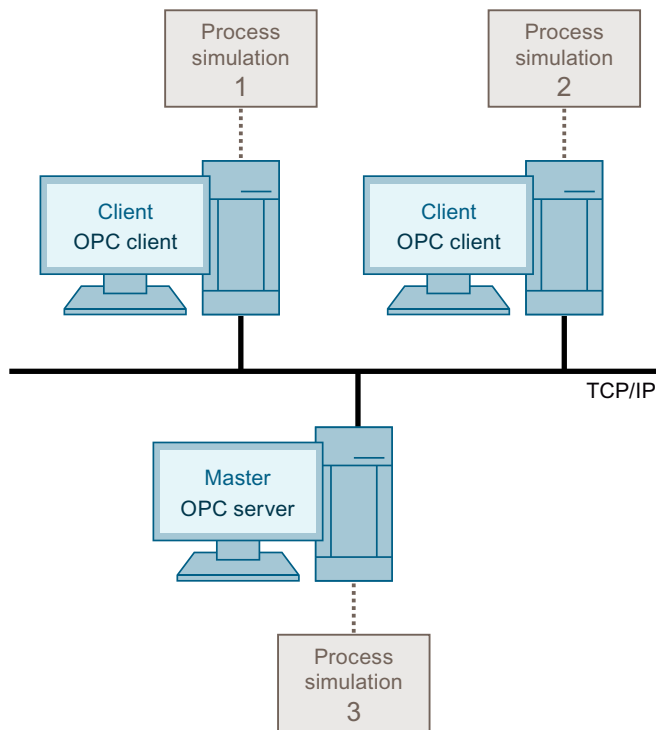 Process
simulation
1
Process
simulation
2
Client
OPC client
Client
OPC client
TCP/IP
Master
OPC server
Process
simulation
3